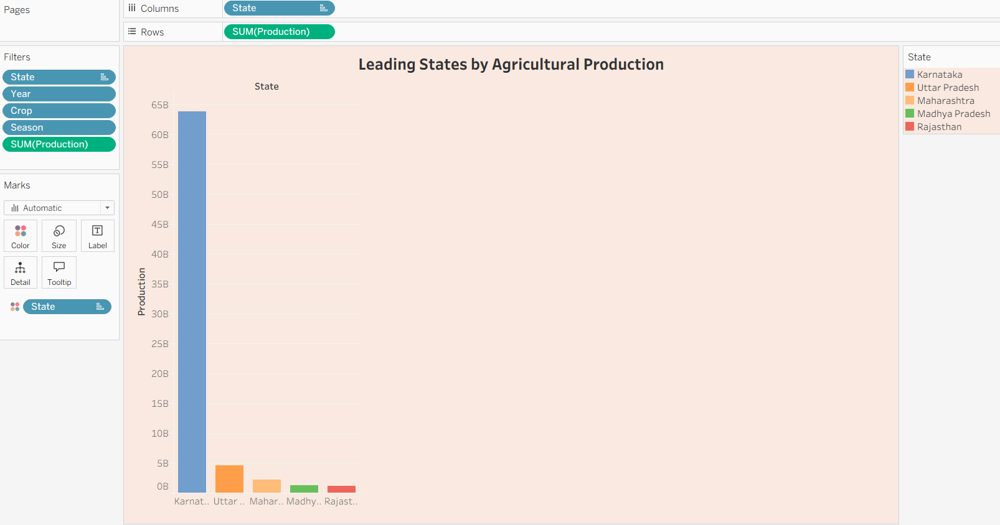 Pages
Columns
State
Rows
SUM(Production)
Filters
State
Year
Crop
Season
SUM(Production)
Marks
Automatic
Color
Size
Label
Detail
Tooltip
State
Leading States by Agricultural Production
State
Production
65B
60B
55B
50B
45B
40B
35B
30B
25B
20B
15B
10B
5B
0B
Karnat.. Uttar .. Mahar.. Madhy.. Rajast..
State
Karnataka
Uttar Pradesh
Maharashtra
Madhya Pradesh
Rajasthan